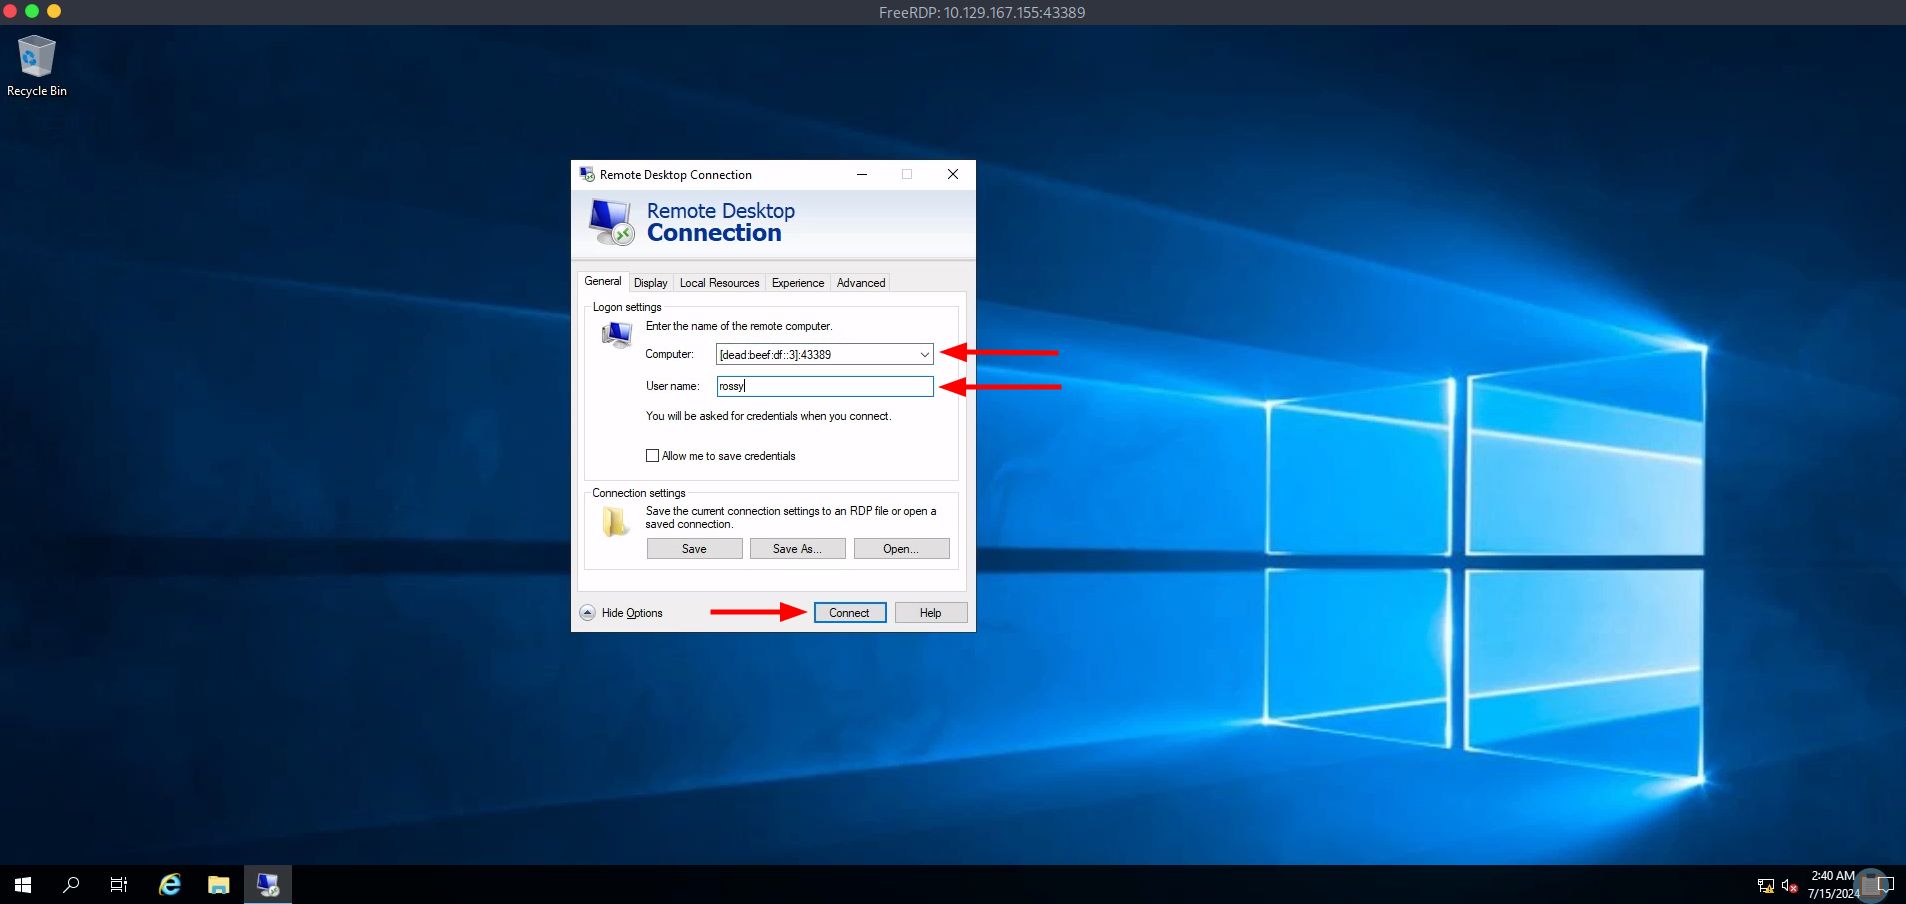 FreeRDP: 10.129.167.155:43389
Recycle Bin
Remote Desktop Connection
Remote Desktop
Connection
General Display Local Resources Experience Advanced
Logon settings
Enter the name of the remote computer.
Computer: [dead:beef:df::3]:43389
User name: rossy
You will be asked for credentials when you connect.
Allow me to save credentials
Connection settings
Save the current connection settings to an RDP file or open a
saved connection.
Save Save As... Open...
Hide Options Connect Help
2:40 AM
7/15/2024